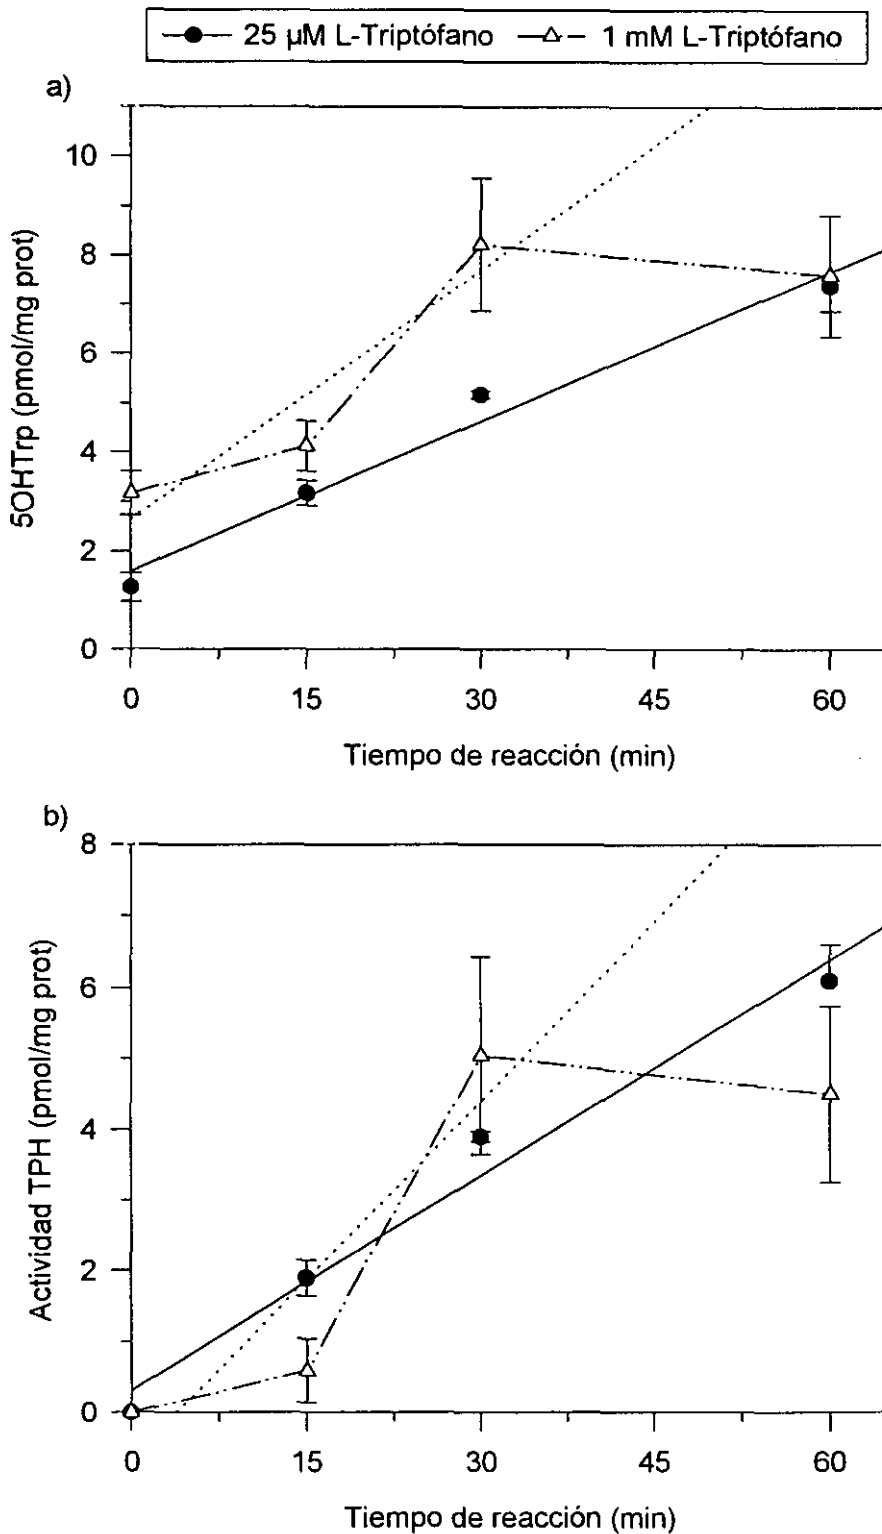 25 µM L-Triptófano 1 mM L-Triptófano
a)
10
8
6
4
2
0
5OHTrp (pmol/mg prot)
0 15 30 45 60
Tiempo de reacción (min)
b)
8
6
4
2
0
Actividad TPH (pmol/mg prot)
0 15 30 45 60
Tiempo de reacción (min)